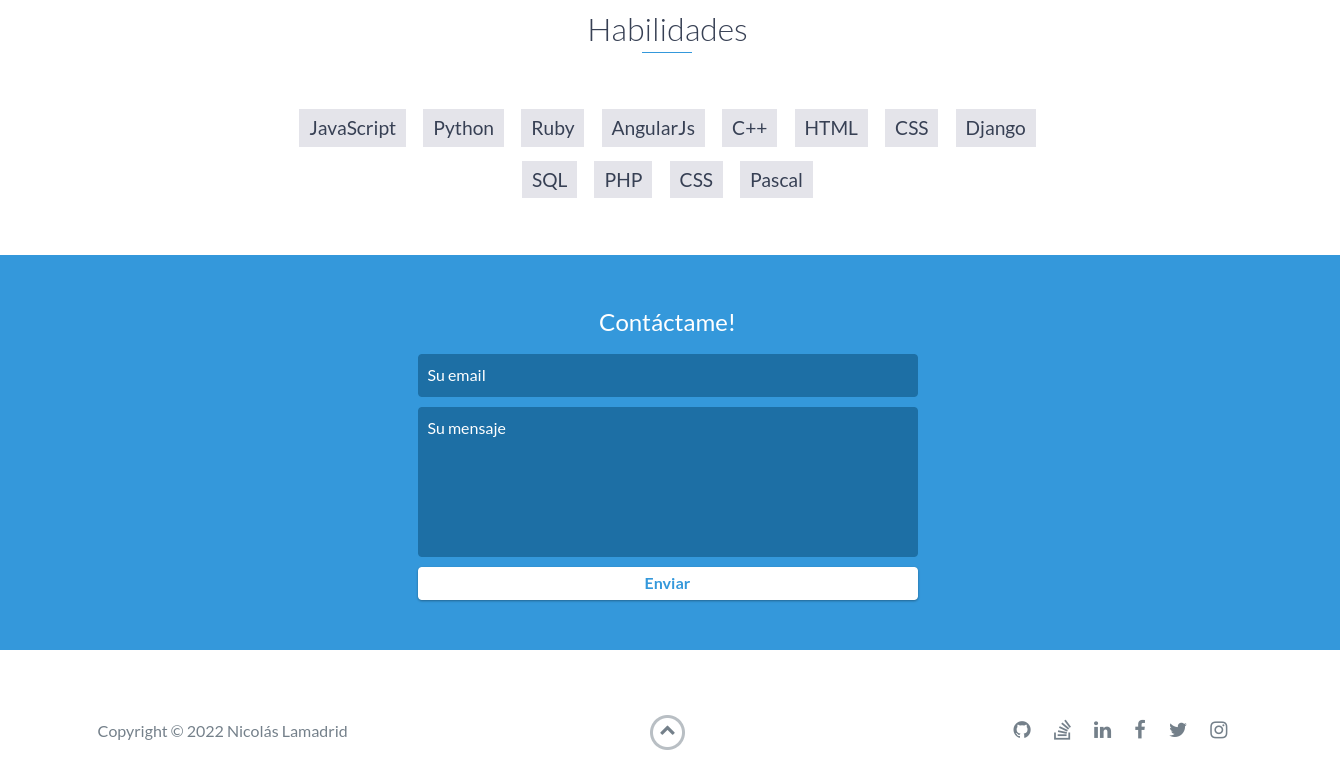 Habilidades
JavaScript Python Ruby AngularJs C++ HTML CSS Django
SQL PHP CSS Pascal
Contáctame!
Su email
Su mensaje
Enviar
Copyright © 2022 Nicolás Lamadrid